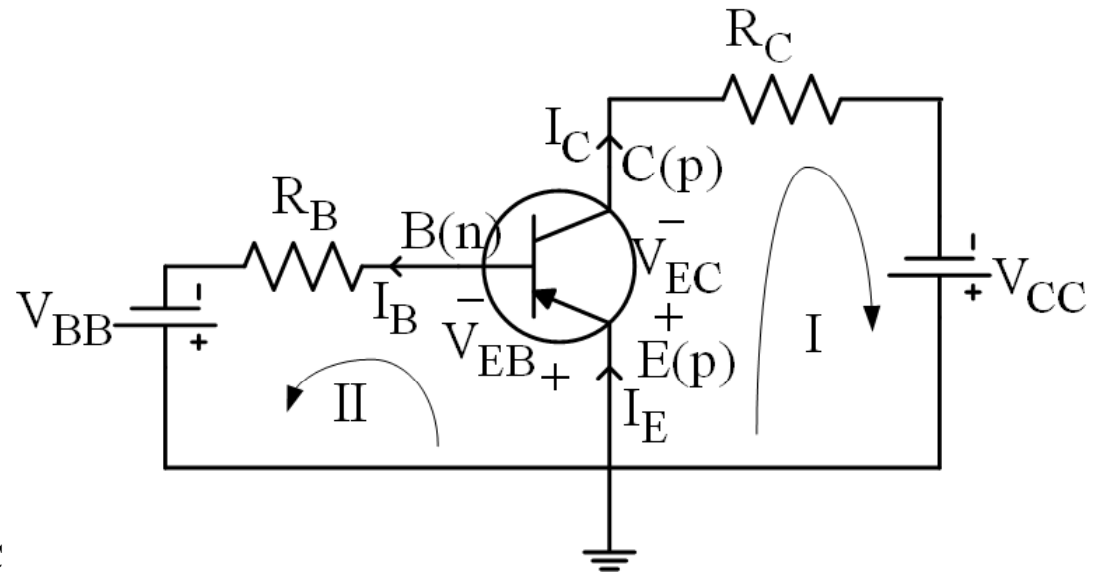 R_C
I_C
C(p)
R_B
B(n)
−
V_EC
+
−
+
V_CC
V_BB
−
+
I_B
−
V_EB
+
E(p)
I
II
I_E